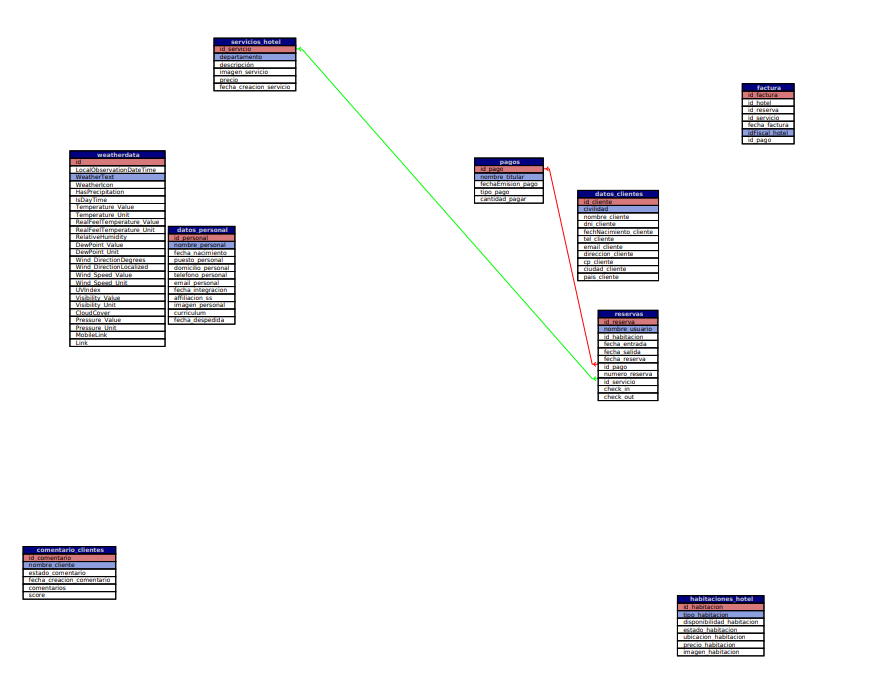 servicios_hotel
id_servicio
departamento
descripción
imagen_servicio
precio
fecha_creacion_servicio
factura
id_factura
id_hotel
id_reserva
id_servicio
fecha_factura
idFiscal_hotel
id_pago
weatherdata
id
LocalObservationDateTime
WeatherText
WeatherIcon
HasPrecipitation
IsDayTime
Temperature_Value
Temperature_Unit
RealFeelTemperature_Value
RealFeelTemperature_Unit
RelativeHumidity
DewPoint_Value
DewPoint_Unit
Wind_DirectionDegrees
Wind_DirectionLocalized
Wind_Speed_Value
Wind_Speed_Unit
UVIndex
Visibility_Value
Visibility_Unit
CloudCover
Pressure_Value
Pressure_Unit
MobileLink
Link
pagos
id_pago
nombre_titular
fechaEmision_pago
tipo_pago
cantidad_pagar
datos_clientes
id_cliente
civilidad
nombre_cliente
dni_cliente
fechNacimiento_cliente
tel_cliente
email_cliente
direccion_cliente
cp_cliente
ciudad_cliente
pais_cliente
datos_personal
id_personal
nombre_personal
fecha_nacimiento
puesto_personal
domicilio_personal
telefono_personal
email_personal
fecha_integracion
affiliacion_ss
imagen_personal
curriculum
fecha_despedida
reservas
id_reserva
nombre_usuario
id_habitacion
fecha_entrada
fecha_salida
fecha_reserva
id_pago
numero_reserva
id_servicio
check_in
check_out
comentario_clientes
id_comentario
nombre_cliente
estado_comentario
fecha_creacion_comentario
comentarios
score
habitaciones_hotel
id_habitacion
tipo_habitacion
disponibilidad_habitacion
estado_habitacion
ubicacion_habitacion
precio_habitacion
imagen_habitacion